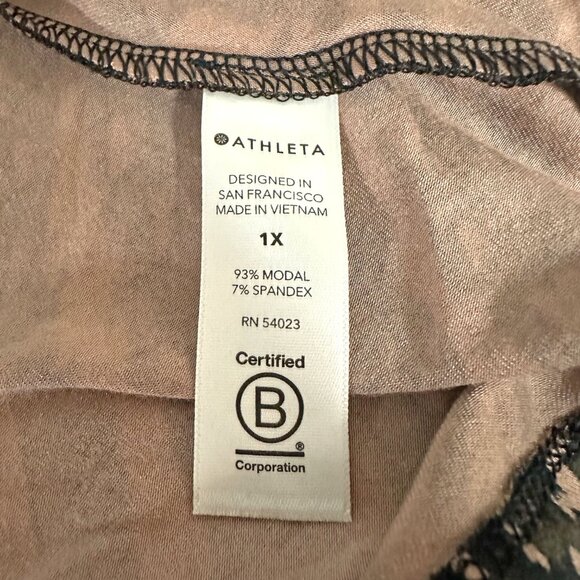 ATHLETA
DESIGNED IN
SAN FRANCISCO
MADE IN VIETNAM
1X
93% MODAL
7% SPANDEX
RN 54023
Certified
B
®
Corporation